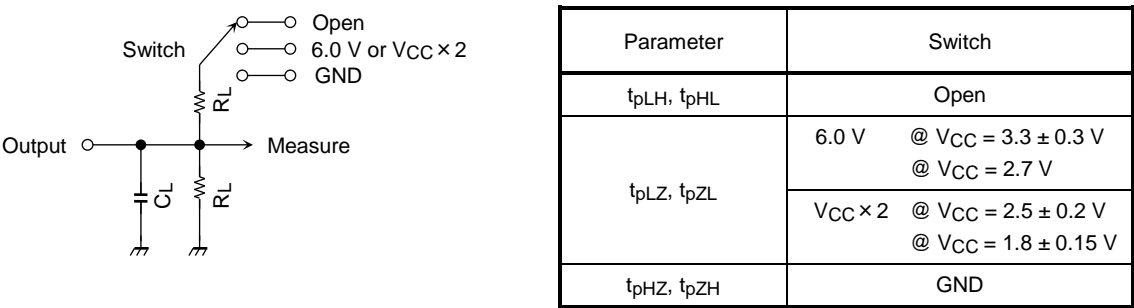 Open
Switch
6.0 V or VCC × 2
GND
RL
Output
Measure
CL
RL
Parameter Switch
tpLH, tpHL Open
tpLZ, tpZL
6.0 V @ VCC = 3.3 ± 0.3 V
@ VCC = 2.7 V
VCC × 2 @ VCC = 2.5 ± 0.2 V
@ VCC = 1.8 ± 0.15 V
tpHZ, tpZH GND